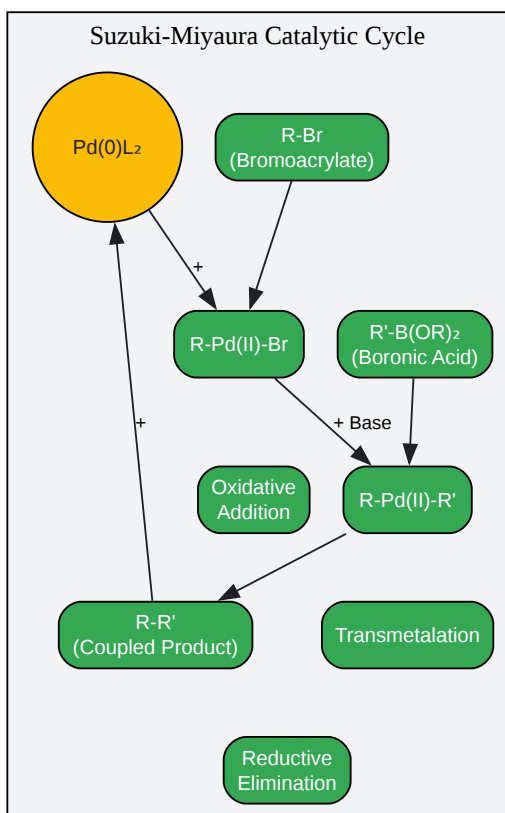 Suzuki-Miyaura Catalytic Cycle
Pd(0)L₂
R-Br
(Bromoacrylate)
+
R-Pd(II)-Br
R'-B(OR)₂
(Boronic Acid)
+
+ Base
Oxidative
Addition
R-Pd(II)-R'
R-R'
(Coupled Product)
Transmetalation
Reductive
Elimination